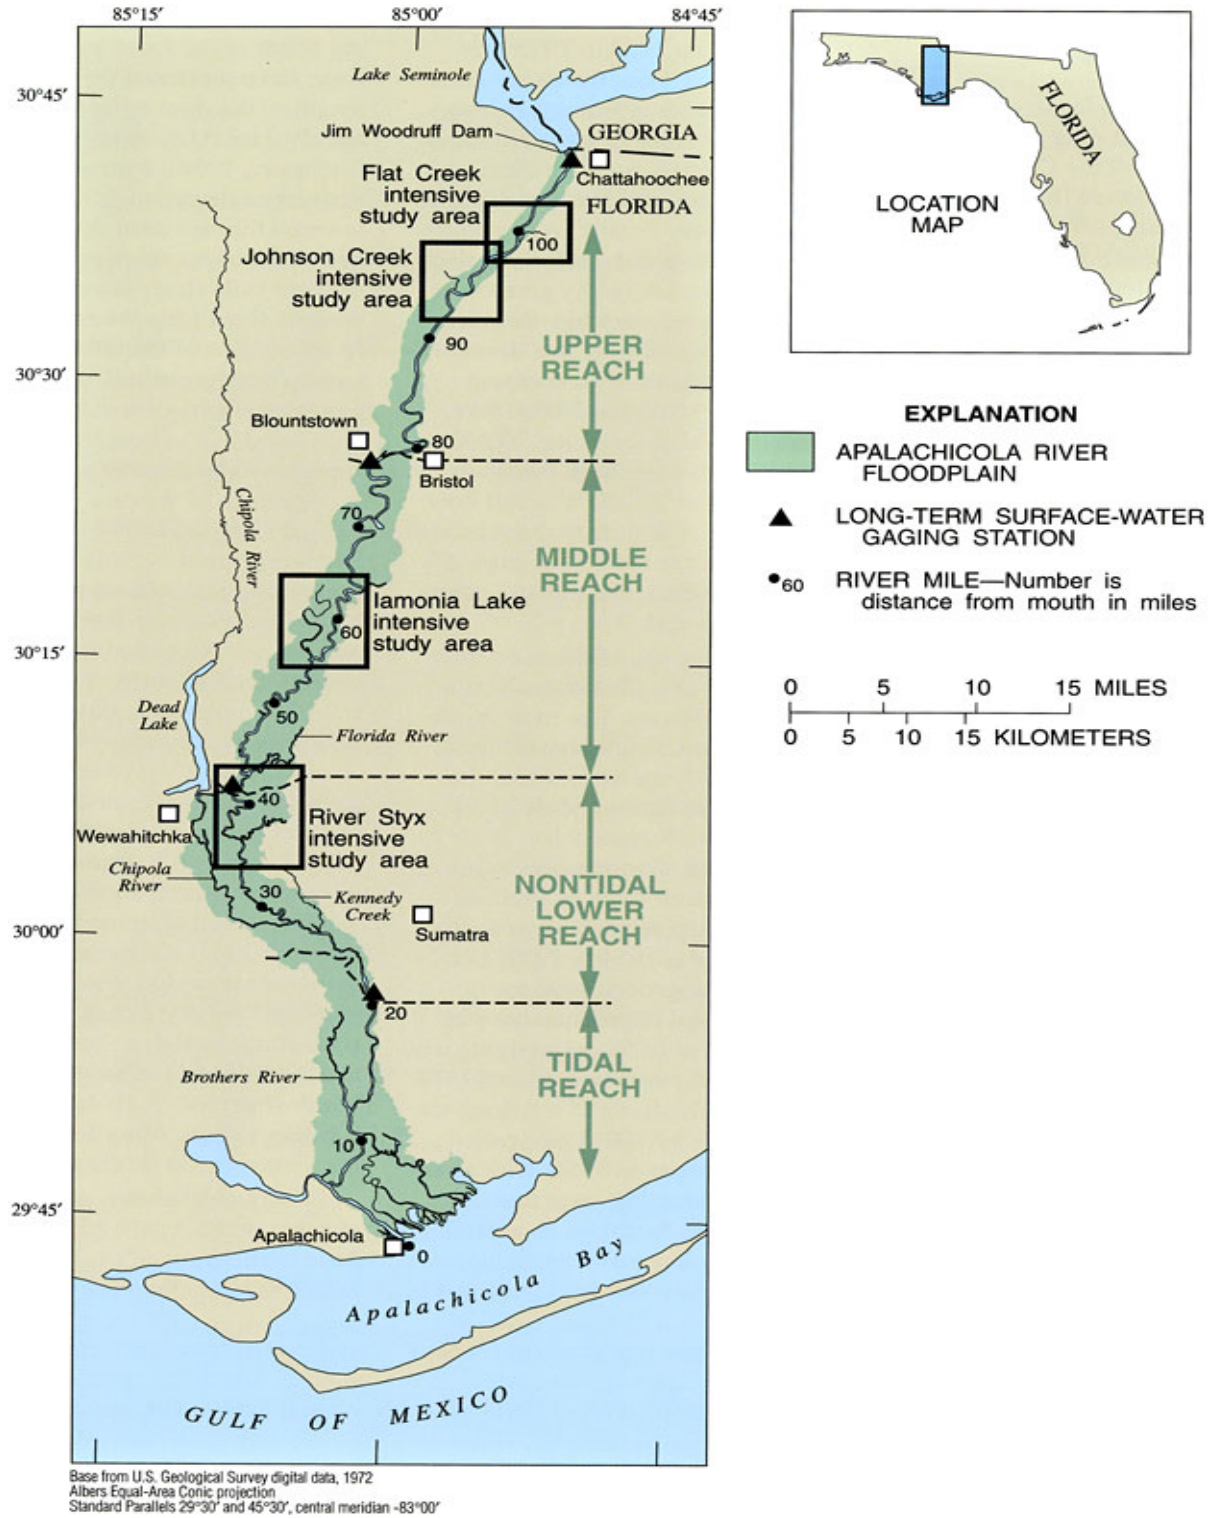 85°15′
85°00′
84°45′
Lake Seminole
30°45′
Jim Woodruff Dam
GEORGIA
Chattahoochee
FLORIDA
Flat Creek
intensive
study area
100
Johnson Creek
intensive
study area
90
UPPER
REACH
30°30′
Blountstown
80
Bristol
Chipola River
70
MIDDLE
REACH
Iamonia Lake
intensive
study area
60
30°15′
Dead
Lake
50
Florida River
40
Wewahitchka
River Styx
intensive
study area
Chipola
River
30
Kennedy
Creek
NONTIDAL
LOWER
REACH
Sumatra
30°00′
20
Brothers River
TIDAL
REACH
10
29°45′
Apalachicola
0
Apalachicola Bay
GULF OF MEXICO
Base from U.S. Geological Survey digital data, 1972
Albers Equal-Area Conic projection
Standard Parallels 29°30′ and 45°30′, central meridian -83°00′
FLORIDA
LOCATION
MAP
EXPLANATION
APALACHICOLA RIVER
FLOODPLAIN
LONG-TERM SURFACE-WATER
GAGING STATION
60 RIVER MILE—Number is
distance from mouth in miles
0 5 10 15 MILES
0 5 10 15 KILOMETERS